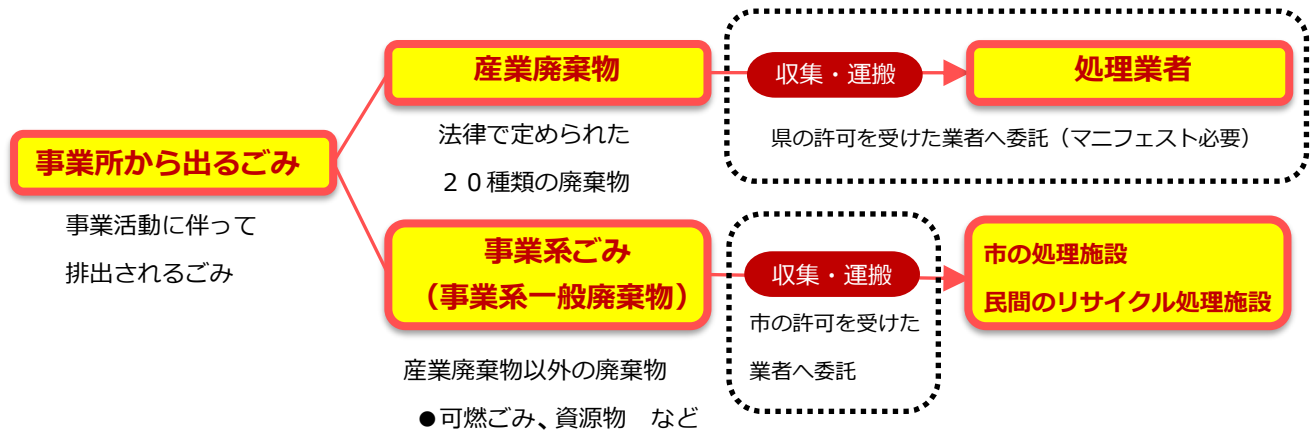 事業所から出るごみ
事業活動に伴って
排出されるごみ
産業廃棄物
法律で定められた
２０種類の廃棄物
収集・運搬
処理業者
県の許可を受けた業者へ委託（マニフェスト必要）
事業系ごみ
（事業系一般廃棄物）
産業廃棄物以外の廃棄物
●可燃ごみ、資源物　など
収集・運搬
市の許可を受けた
業者へ委託
市の処理施設
民間のリサイクル処理施設